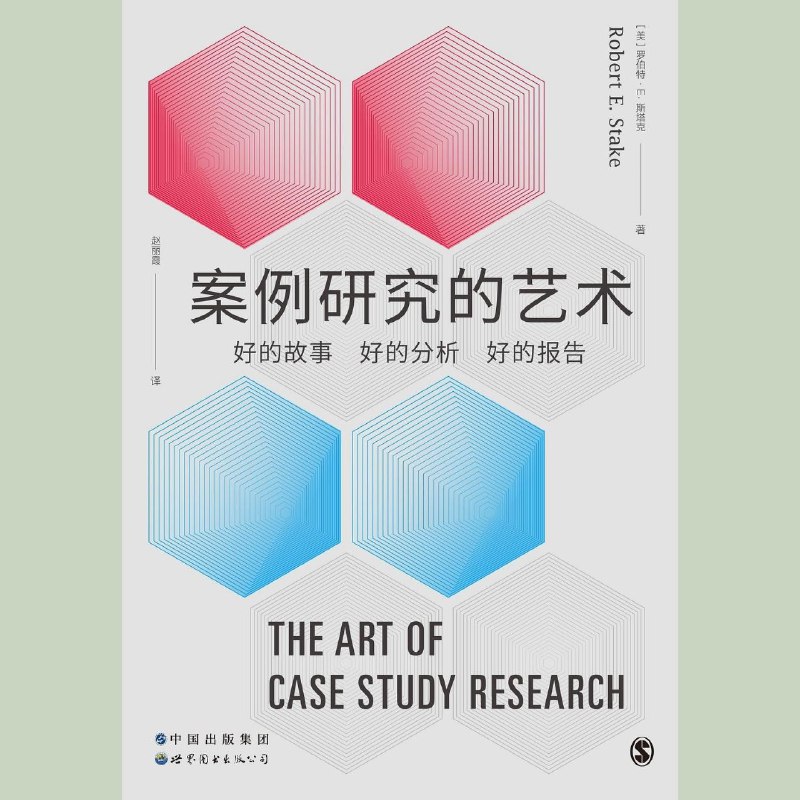 [美] 罗伯特·E. 斯塔克 著
Robert E. Stake
赵丽霞 译
案例研究的艺术
好的故事 好的分析 好的报告
THE ART OF
CASE STUDY RESEARCH
中国出版集团
世界图书出版公司
S